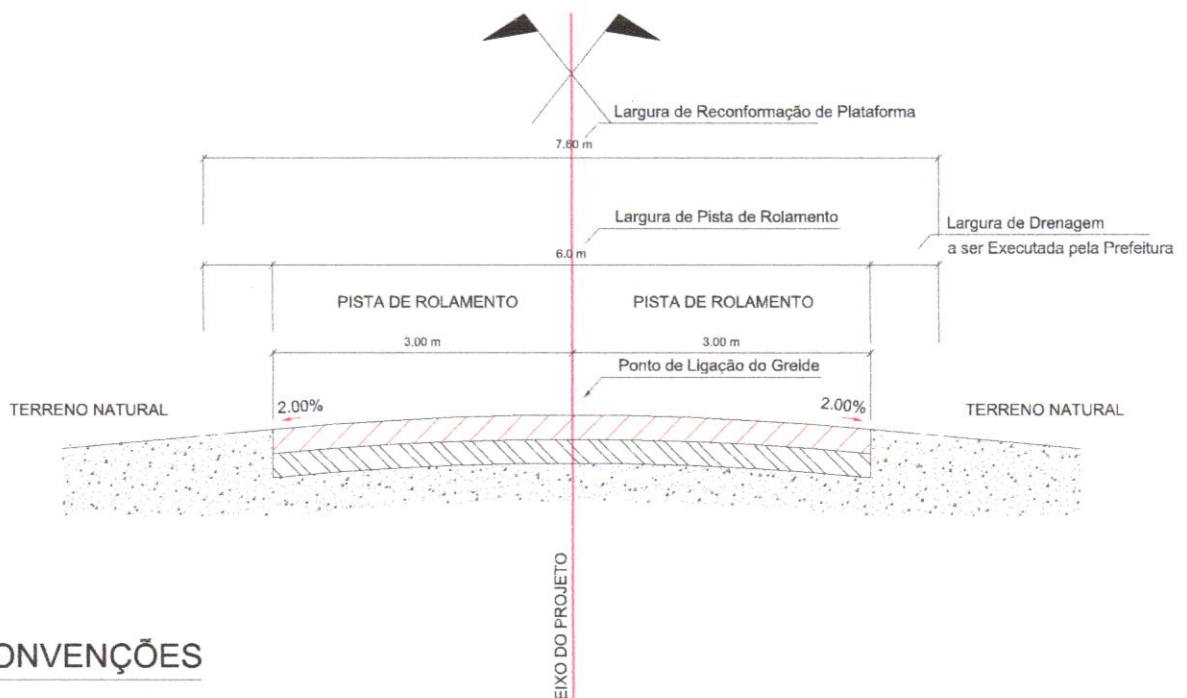 Largura de Reconformação de Plataforma
7.60 m
Largura de Pista de Rolamento
Largura de Drenagem
a ser Executada pela Prefeitura
6.0 m
PISTA DE ROLAMENTO
PISTA DE ROLAMENTO
3.00 m
3.00 m
Ponto de Ligação do Greide
TERRENO NATURAL
2.00%
2.00%
TERRENO NATURAL
EIXO DO PROJETO
ONVENÇÕES